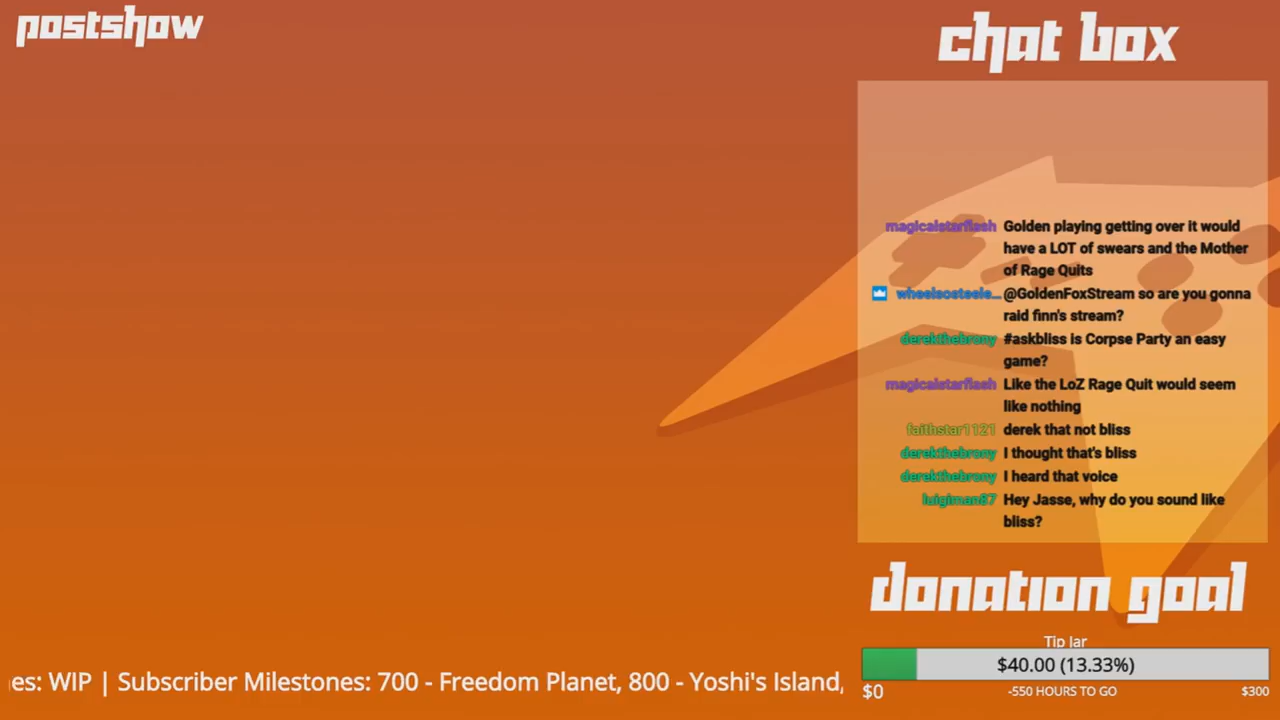 postshow
chat box
magicalstarflash Golden playing getting over it would
have a LOT of swears and the Mother
of Rage Quits
wheelsosteele... @GoldenFoxStream so are you gonna
raid finn's stream?
derekthebrony #askbliss is Corpse Party an easy
game?
magicalstarflash Like the LoZ Rage Quit would seem
like nothing
faithstar1121 derek that not bliss
derekthebrony I thought that's bliss
derekthebrony I heard that voice
luigiman87 Hey Jasse, why do you sound like
bliss?
donation goal
Tip Jar
$40.00 (13.33%)
$0 -550 HOURS TO GO $300
es: WIP | Subscriber Milestones: 700 - Freedom Planet, 800 - Yoshi's Island,